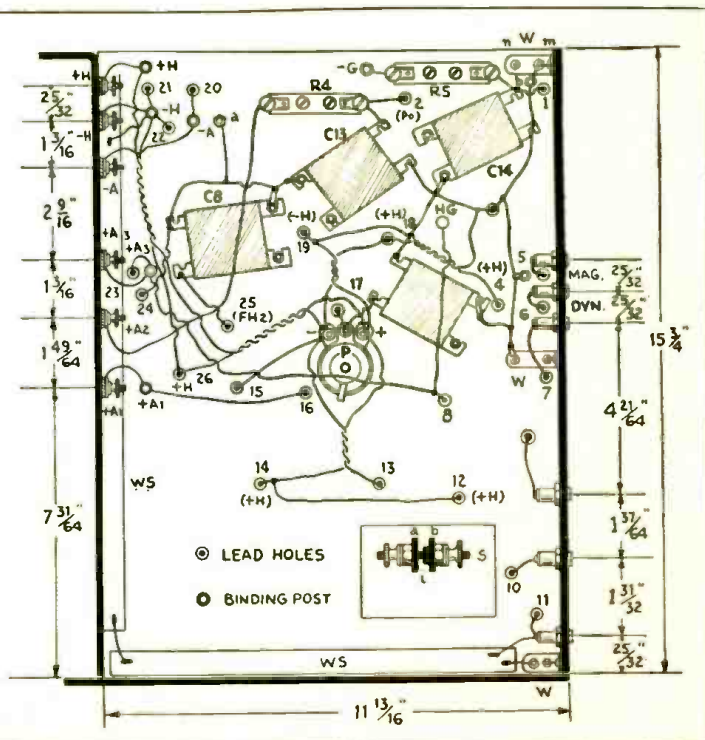 +H
+H
21
20
-G
R4
R5
n W m
2
(Po)
1
25/32"
-H
22
-A
a
C13
C14
1 3/16"
-H
-A
C8
2 9/16"
(-H)
19
(+H)
18
HG
+A3
+A3
23
24
(+H)
4
5
MAG.
25/32"
6
DYN.
25/32"
1 3/16"
25
(FH2)
17
- +
P
+A2
15 3/4"
1 49/64"
W
7
+H
26
15
16
8
+A1
+A1
4 21/64"
14
(+H)
13
12 (+H)
WS
7 31/64"
LEAD HOLES
BINDING POST
a b
S
i
10
1 37/64"
11
1 31/32"
WS
25/32"
W
11 13/16"